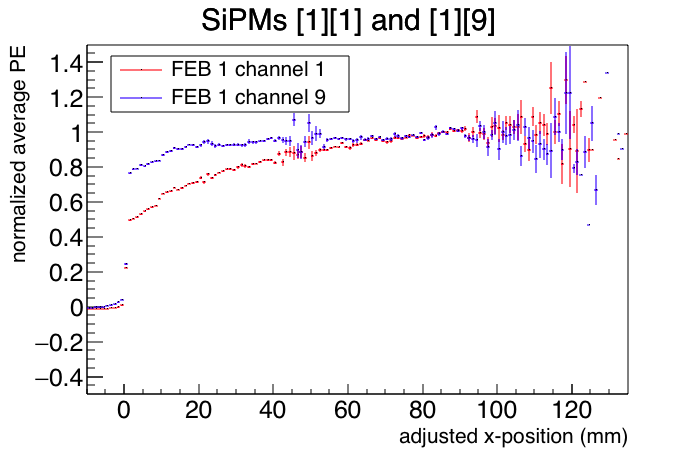 SiPMs [1][1] and [1][9]
normalized average PE
FEB 1 channel 1
FEB 1 channel 9
1.4
1.2
1
0.8
0.6
0.4
0.2
0
−0.2
−0.4
0 20 40 60 80 100 120
adjusted x-position (mm)